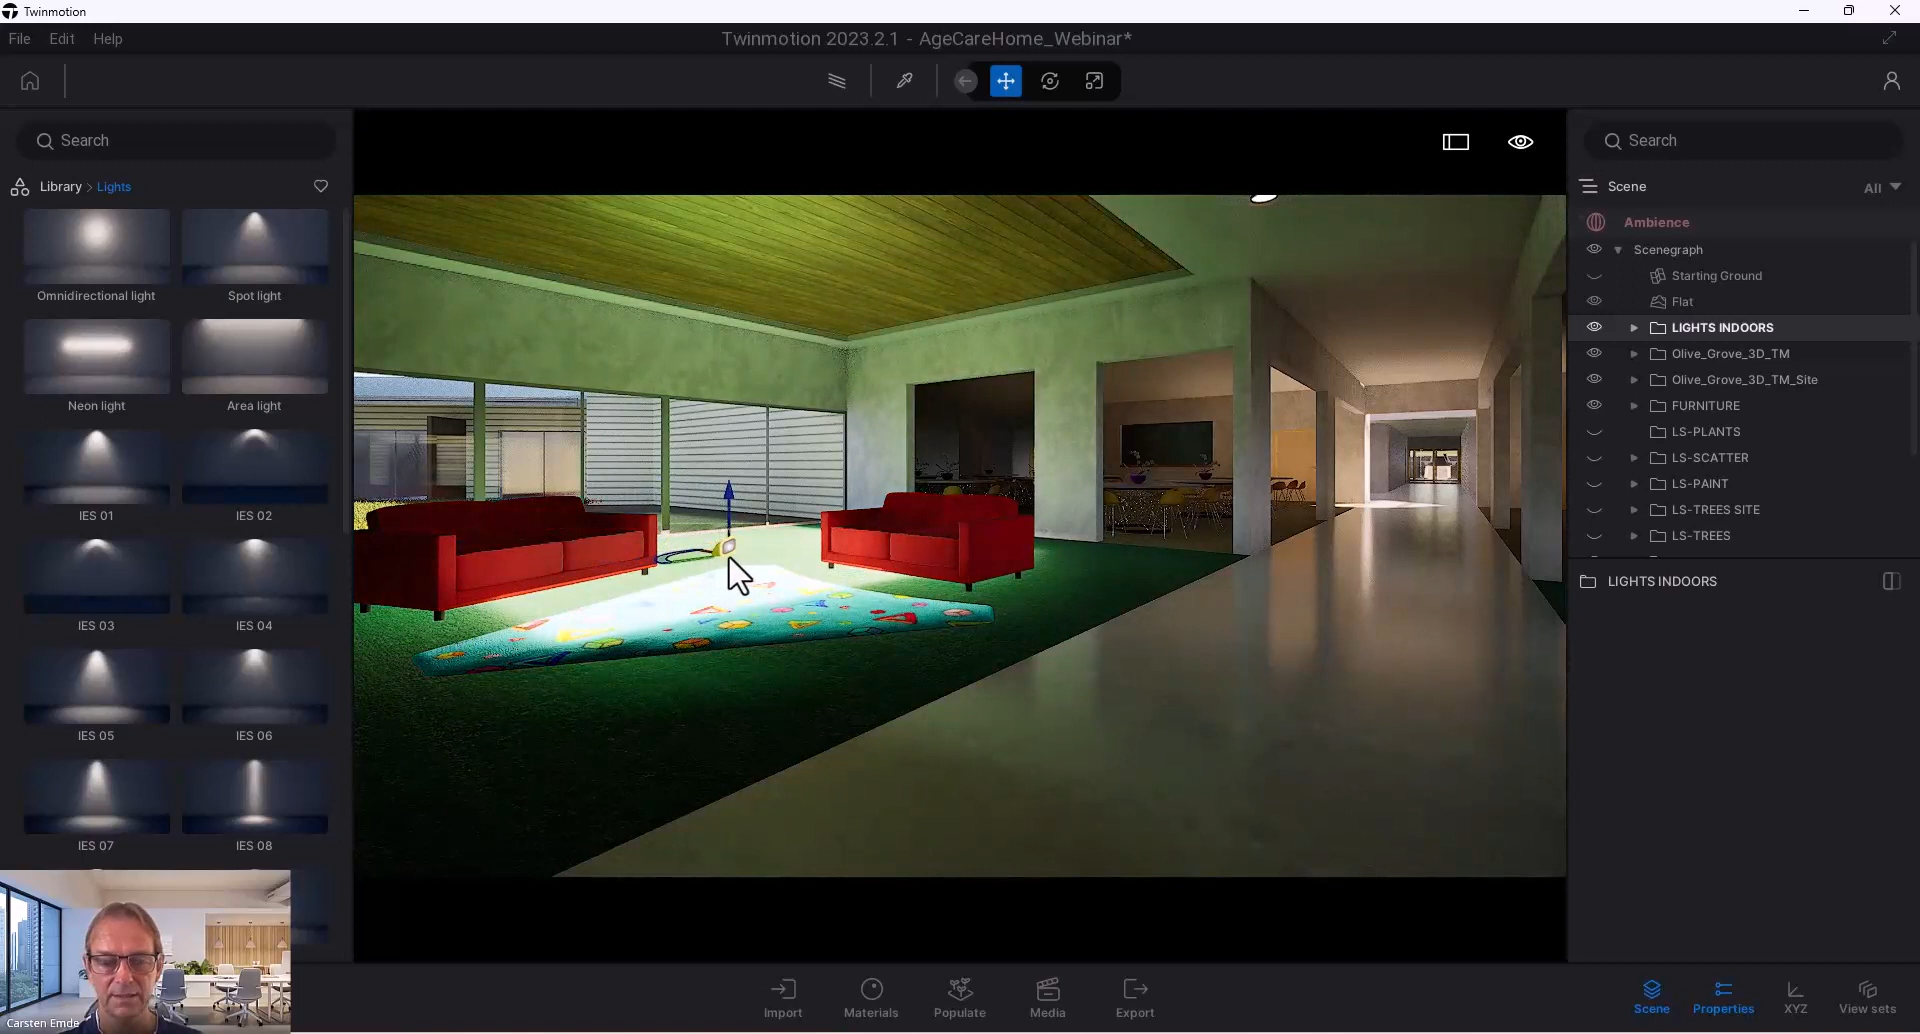 Twinmotion
File Edit Help
Twinmotion 2023.2.1 - AgeCareHome_Webinar*
Search
Library > Lights
Omnidirectional light
Spot light
Neon light
Area light
IES 01
IES 02
IES 03
IES 04
IES 05
IES 06
IES 07
IES 08
Carsten Emde
Search
Scene
All
Ambience
Scenegraph
Starting Ground
Flat
LIGHTS INDOORS
Olive_Grove_3D_TM
Olive_Grove_3D_TM_Site
FURNITURE
LS-PLANTS
LS-SCATTER
LS-PAINT
LS-TREES SITE
LS-TREES
LIGHTS INDOORS
Import
Materials
Populate
Media
Export
Scene
Properties
XYZ
View sets